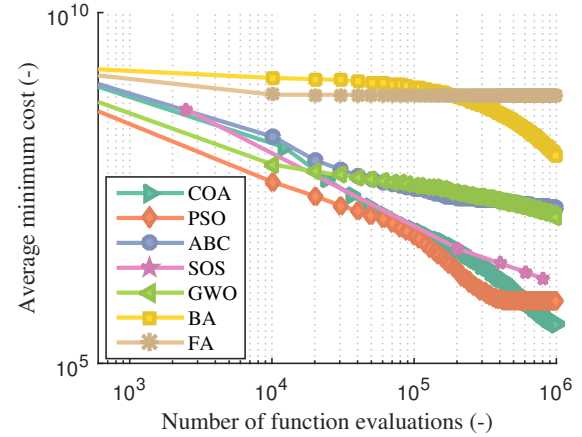 10^10
Average minimum cost (-)
COA
PSO
ABC
SOS
GWO
BA
FA
10^5
10^3 10^4 10^5 10^6
Number of function evaluations (-)